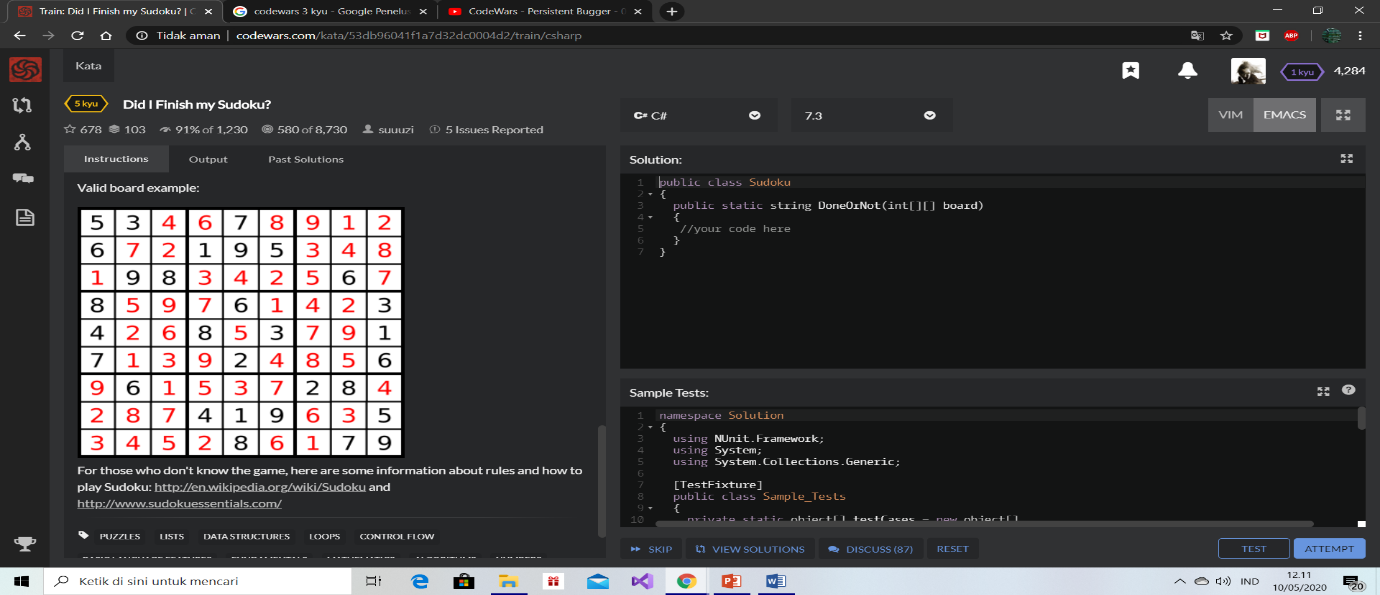 Train: Did I Finish my Sudoku? | C
codewars 3 kyu - Google Penelus
CodeWars - Persistent Bugger -
Tidak aman | codewars.com/kata/53db96041f1a7d32dc0004d2/train/csharp
ABP
Kata
1 kyu 4,284
5 kyu Did I Finish my Sudoku?
678 103 91% of 1,230 580 of 8,730 suuuzi 5 Issues Reported
C# C# 7.3 VIM EMACS
Instructions Output Past Solutions
Valid board example:
5 3 4 6 7 8 9 1 2
6 7 2 1 9 5 3 4 8
1 9 8 3 4 2 5 6 7
8 5 9 7 6 1 4 2 3
4 2 6 8 5 3 7 9 1
7 1 3 9 2 4 8 5 6
9 6 1 5 3 7 2 8 4
2 8 7 4 1 9 6 3 5
3 4 5 2 8 6 1 7 9
For those who don't know the game, here are some information about rules and how to
play Sudoku: http://en.wikipedia.org/wiki/Sudoku and
http://www.sudokuessentials.com/
PUZZLES LISTS DATA STRUCTURES LOOPS CONTROL FLOW
Solution:
1 public class Sudoku
2 {
3 public static string DoneOrNot(int[][] board)
4 {
5 //your code here
6 }
7 }
Sample Tests:
1 namespace Solution
2 {
3 using NUnit.Framework;
4 using System;
5 using System.Collections.Generic;
6
7 [TestFixture]
8 public class Sample_Tests
9 {
10 private static object[] testCases = new object[]
SKIP VIEW SOLUTIONS DISCUSS (87) RESET TEST ATTEMPT
Ketik di sini untuk mencari
IND
12.11
10/05/2020
20